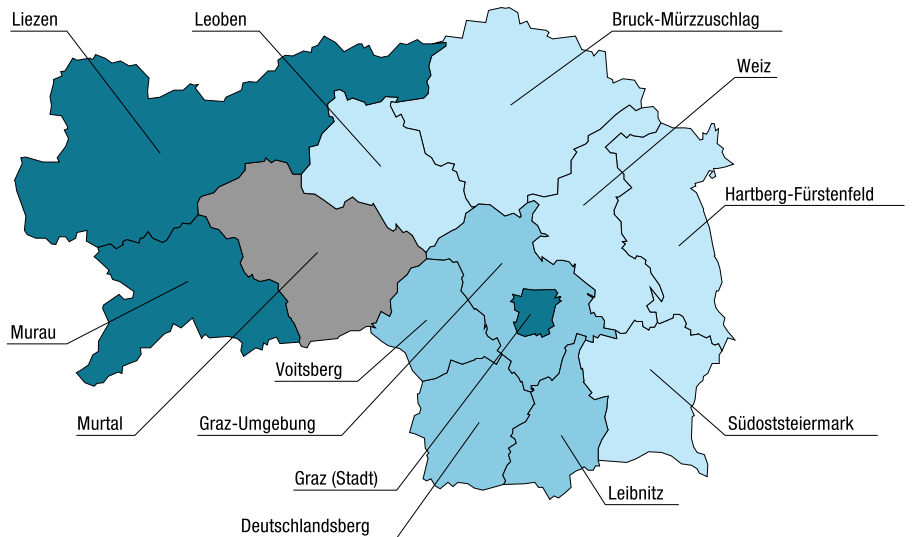 Liezen
Leoben
Bruck-Mürzzuschlag
Weiz
Hartberg-Fürstenfeld
Murau
Voitsberg
Murtal
Graz-Umgebung
Südoststeiermark
Graz (Stadt)
Leibnitz
Deutschlandsberg